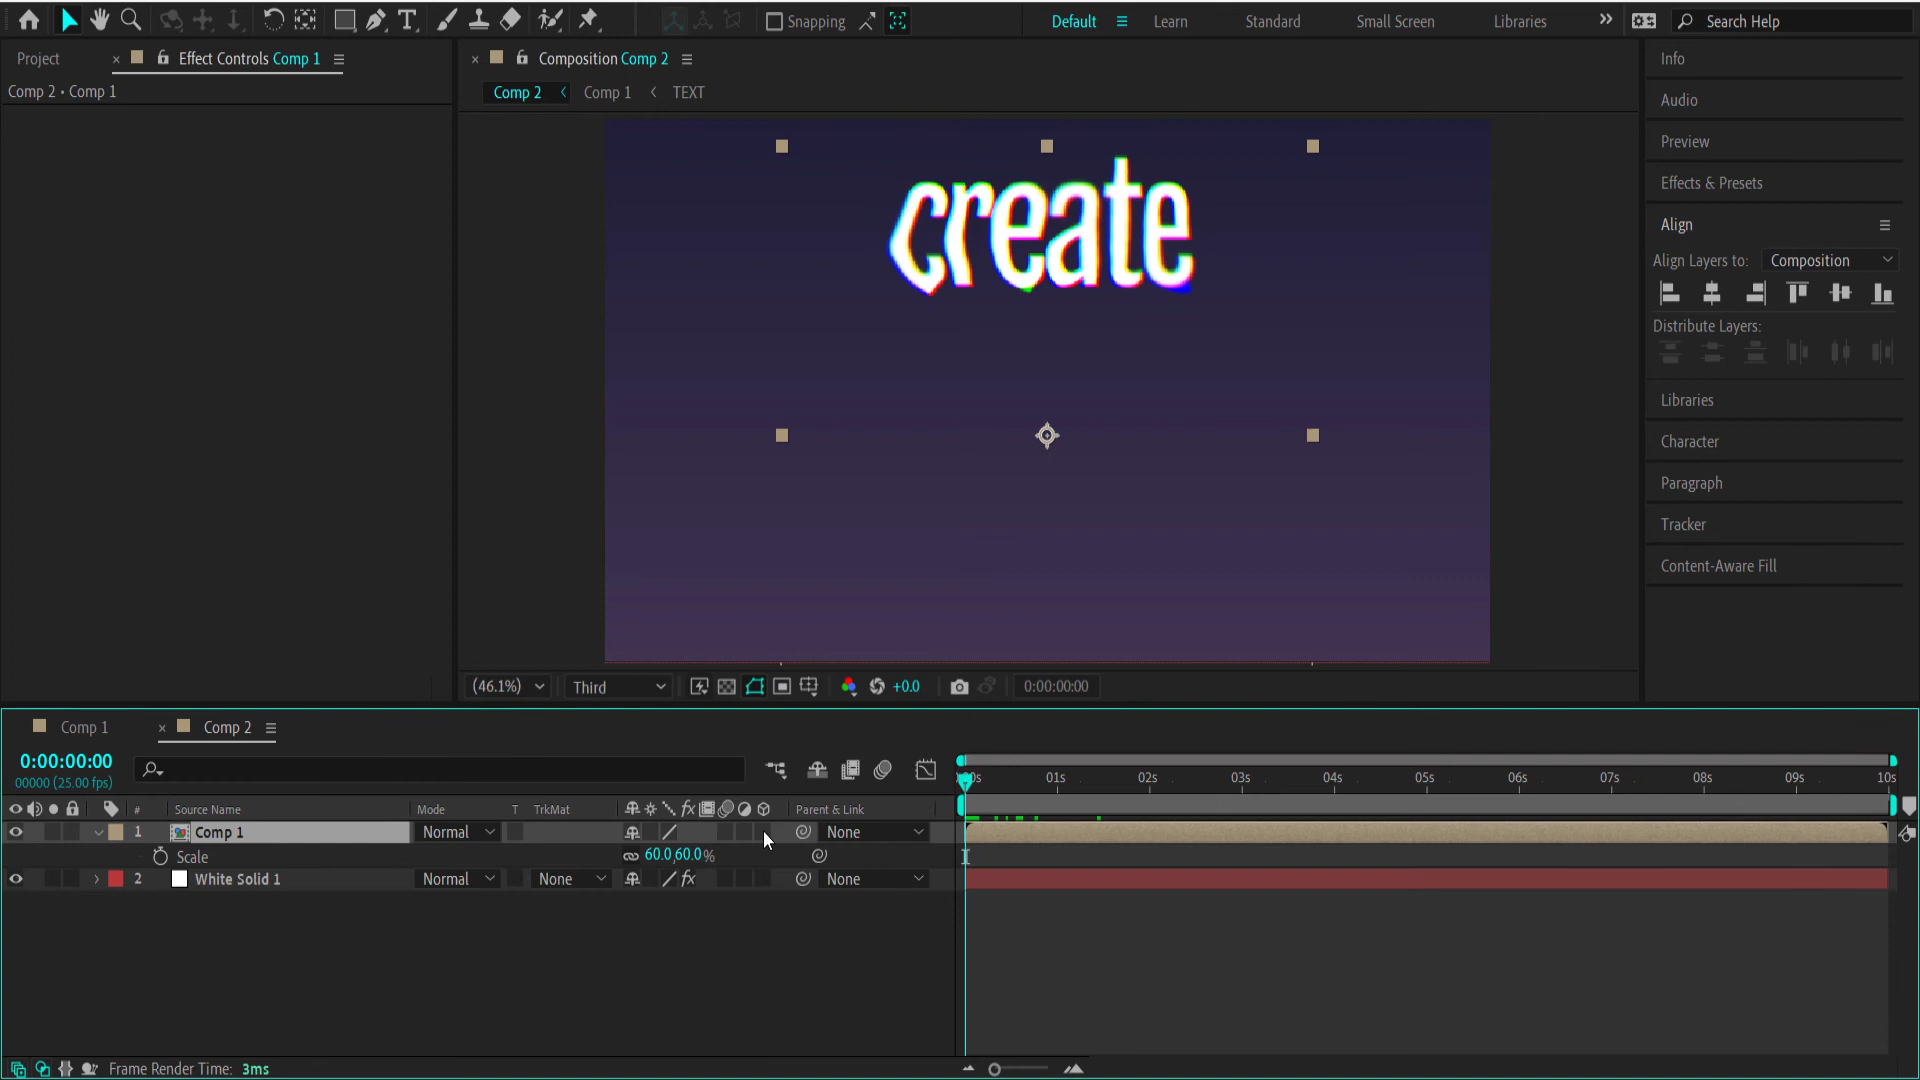 Snapping
Default
Learn
Standard
Small Screen
Libraries
Search Help
Project
Effect Controls Comp 1
Composition Comp 2
Info
Comp 2 • Comp 1
Comp 2
Comp 1
TEXT
Audio
Preview
Effects & Presets
Align
Align Layers to: Composition
Distribute Layers:
Libraries
Character
Paragraph
Tracker
Content-Aware Fill
create
(46.1%)
Third
+0.0
0:00:00:00
Comp 1
Comp 2
0:00:00:00
00000 (25.00 fps)
:00s 01s 02s 03s 04s 05s 06s 07s 08s 09s 10s
# Source Name Mode T TrkMat fx Parent & Link
1 Comp 1 Normal None
Scale 60.0,60.0%
2 White Solid 1 Normal None fx None
Frame Render Time: 3ms